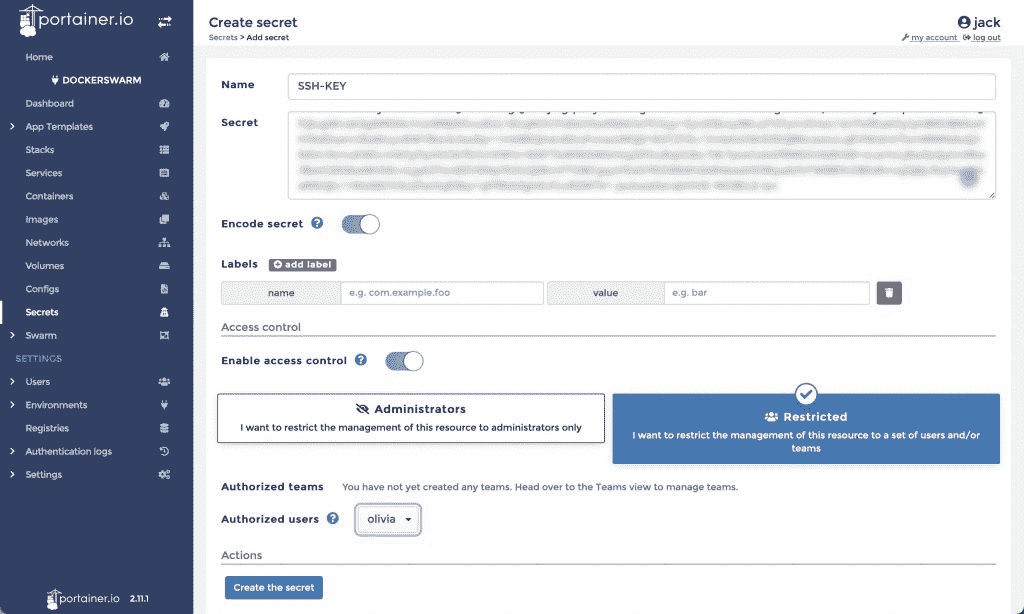 portainer.io
Home
DOCKERSWARM
Dashboard
App Templates
Stacks
Services
Containers
Images
Networks
Volumes
Configs
Secrets
Swarm
SETTINGS
Users
Environments
Registries
Authentication logs
Settings
portainer.io 2.11.1
Create secret
Secrets > Add secret
jack
my account log out
Name SSH-KEY
Secret
Encode secret
Labels add label
name e.g. com.example.foo value e.g. bar
Access control
Enable access control
Administrators
I want to restrict the management of this resource to administrators only
Restricted
I want to restrict the management of this resource to a set of users and/or
teams
Authorized teams You have not yet created any teams. Head over to the Teams view to manage teams.
Authorized users olivia
Actions
Create the secret